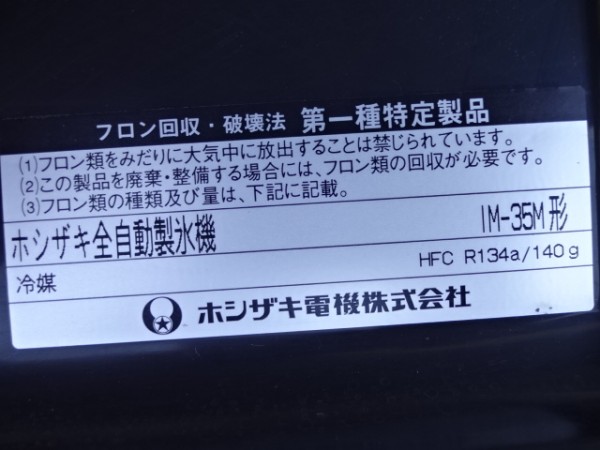 フロン回収・破壊法 第一種特定製品
(1)フロン類をみだりに大気中に放出することは禁じられています。
(2)この製品を廃棄・整備する場合には、フロン類の回収が必要です。
(3)フロン類の種類及び量は、下記に記載。
ホシザキ全自動製氷機 IM-35M形
冷媒 HFC R134a/140g
ホシザキ電機株式会社